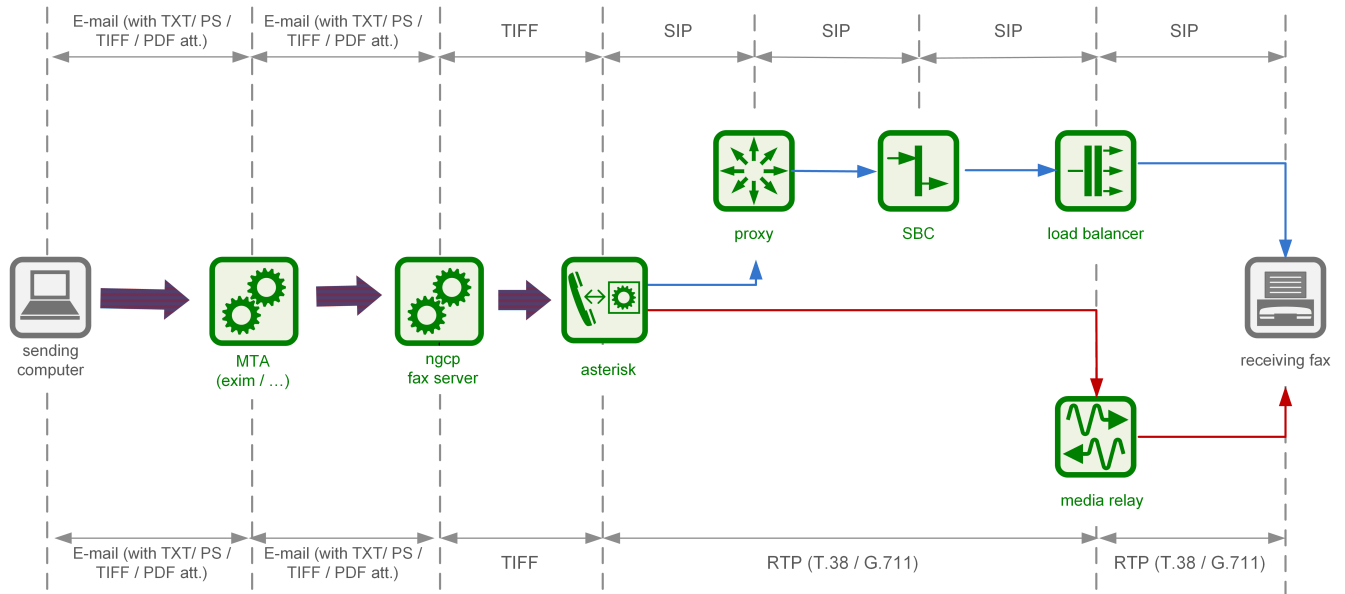 E-mail (with TXT/ PS /
TIFF / PDF att.)
E-mail (with TXT/ PS /
TIFF / PDF att.)
TIFF
SIP
SIP
SIP
SIP
proxy
SBC
load balancer
sending
computer
MTA
(exim / …)
ngcp
fax server
asterisk
receiving fax
media relay
E-mail (with TXT/ PS /
TIFF / PDF att.)
E-mail (with TXT/ PS /
TIFF / PDF att.)
TIFF
RTP (T.38 / G.711)
RTP (T.38 / G.711)